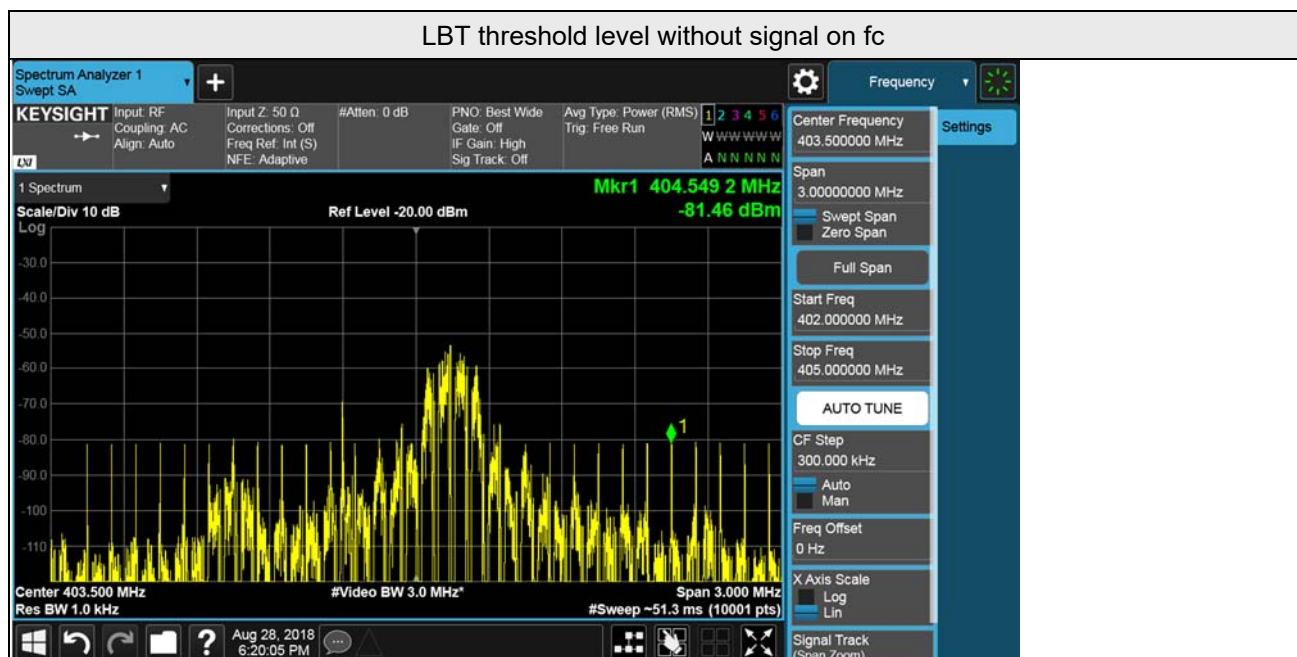 LBT threshold level without signal on fc
Spectrum Analyzer 1
Swept SA
Frequency
KEYSIGHT
Input: RF
Coupling: AC
Align: Auto
LXI
Input Z: 50 Ω
Corrections: Off
Freq Ref: Int (S)
NFE: Adaptive
#Atten: 0 dB
PNO: Best Wide
Gate: Off
IF Gain: High
Sig Track: Off
Avg Type: Power (RMS)
Trig: Free Run
1 2 3 4 5 6
W W W W W W
A N N N N N
1 Spectrum
Mkr1 404.549 2 MHz
Scale/Div 10 dB
Ref Level -20.00 dBm
-81.46 dBm
Log
-30.0
-40.0
-50.0
-60.0
-70.0
-80.0
-90.0
-100
-110
1
Center 403.500 MHz
#Video BW 3.0 MHz*
Span 3.000 MHz
Res BW 1.0 kHz
#Sweep ~51.3 ms (10001 pts)
?
Aug 28, 2018
6:20:05 PM
Center Frequency
403.500000 MHz
Settings
Span
3.00000000 MHz
Swept Span
Zero Span
Full Span
Start Freq
402.000000 MHz
Stop Freq
405.000000 MHz
AUTO TUNE
CF Step
300.000 kHz
Auto
Man
Freq Offset
0 Hz
X Axis Scale
Log
Lin
Signal Track
(Span Zoom)